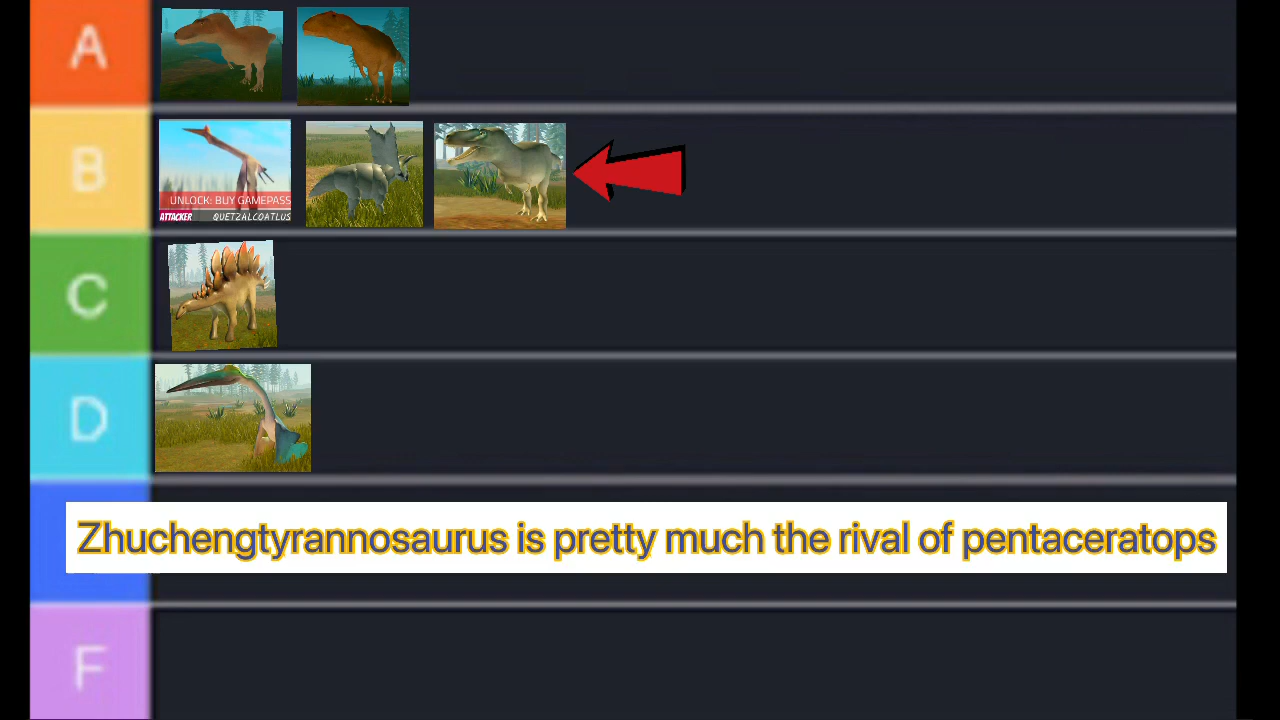 A
B
UNLOCK: BUY GAMEPASS
ATTACKER QUETZALCOATLUS
C
D
Zhuchengtyrannosaurus is pretty much the rival of pentaceratops
F